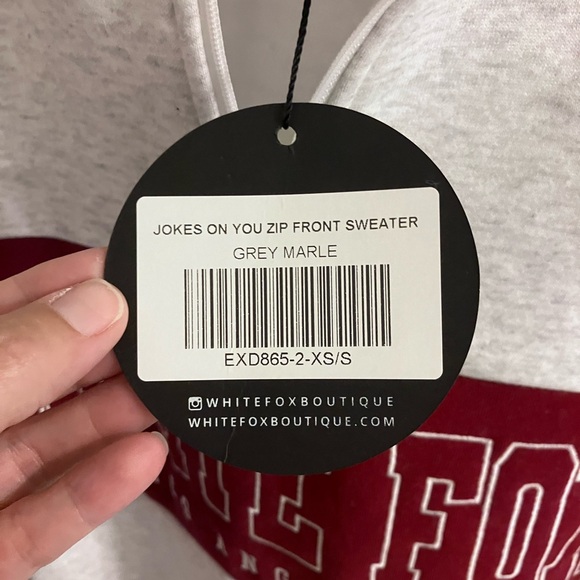 JOKES ON YOU ZIP FRONT SWEATER
GREY MARLE
EXD865-2-XS/S
WHITEFOXBOUTIQUE
WHITEFOXBOUTIQUE.COM